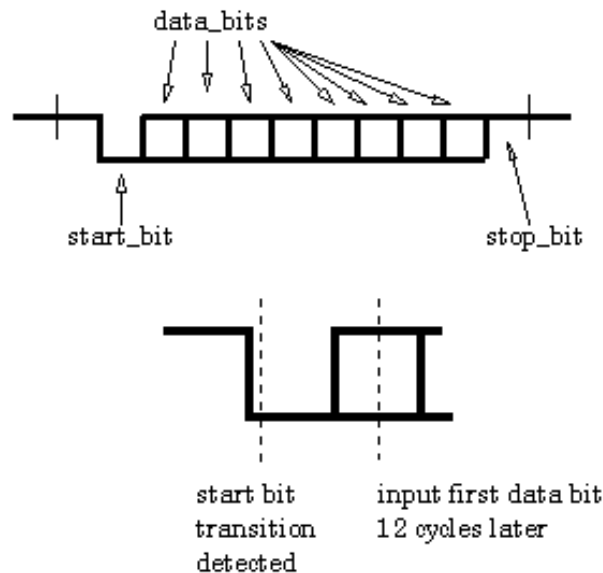 data_bits
start_bit
stop_bit
start bit
transition
detected
input first data bit
12 cycles later